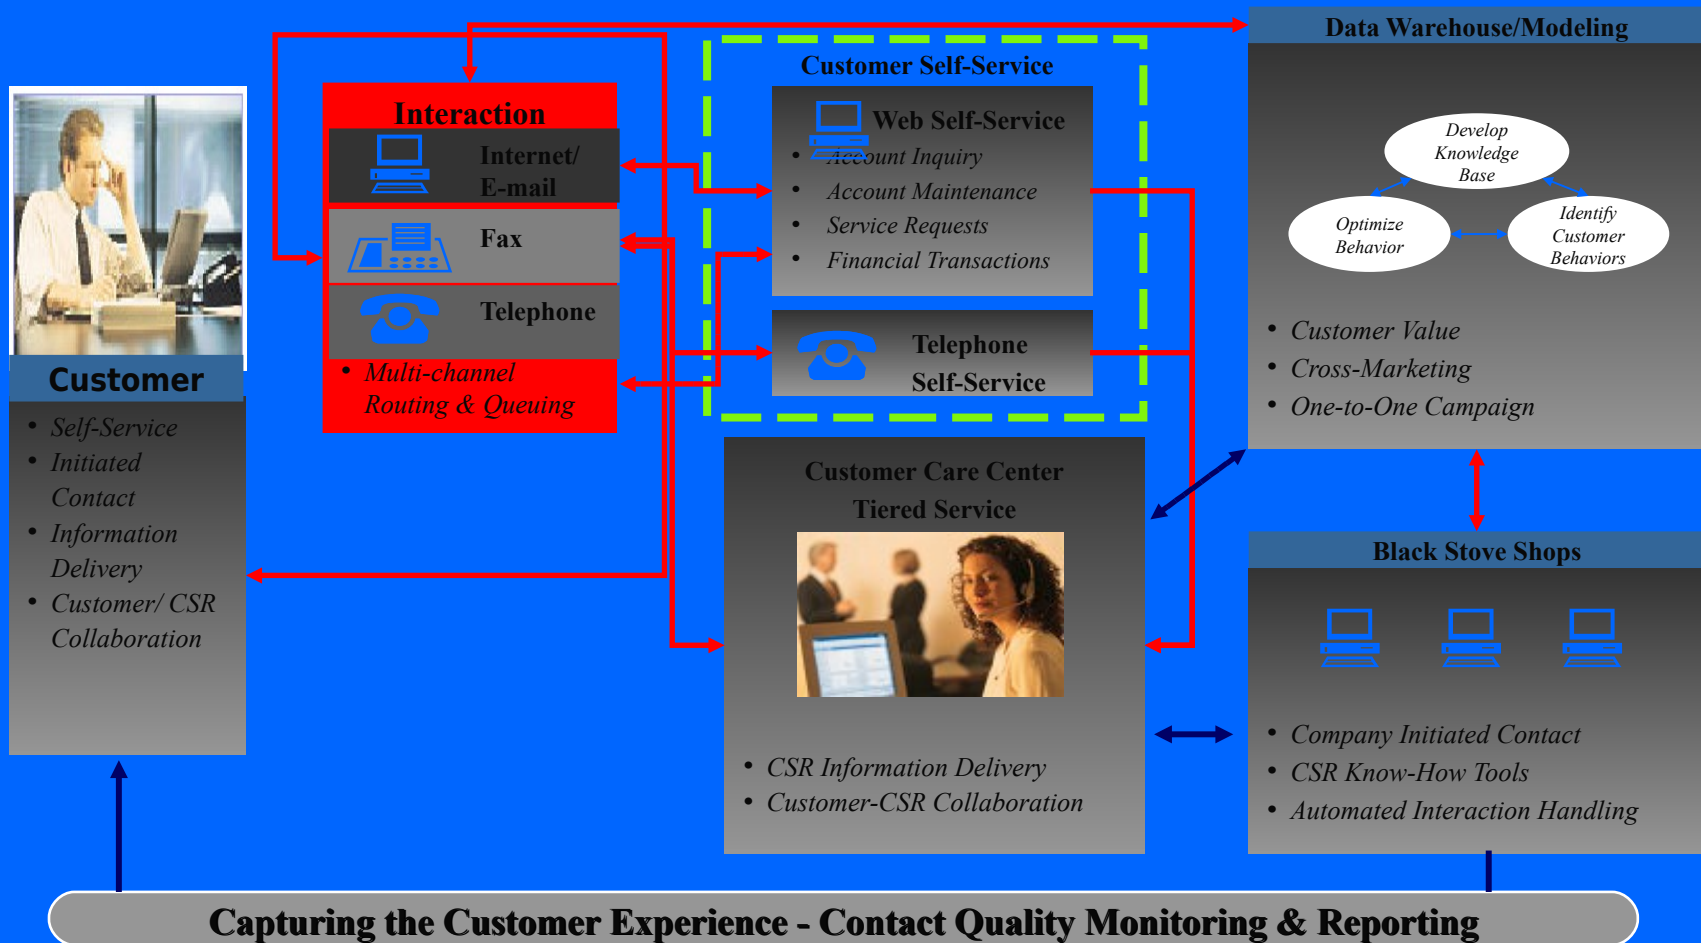 Customer
• Self-Service
• Initiated
Contact
• Information
Delivery
• Customer/ CSR
Collaboration
Interaction
Internet/
E-mail
Fax
Telephone
• Multi-channel
Routing & Queuing
Customer Self-Service
Web Self-Service
• Account Inquiry
• Account Maintenance
• Service Requests
• Financial Transactions
Telephone
Self-Service
Customer Care Center
Tiered Service
• CSR Information Delivery
• Customer-CSR Collaboration
Data Warehouse/Modeling
Develop
Knowledge
Base
Optimize
Behavior
Identify
Customer
Behaviors
• Customer Value
• Cross-Marketing
• One-to-One Campaign
Black Stove Shops
• Company Initiated Contact
• CSR Know-How Tools
• Automated Interaction Handling
Capturing the Customer Experience - Contact Quality Monitoring & Reporting